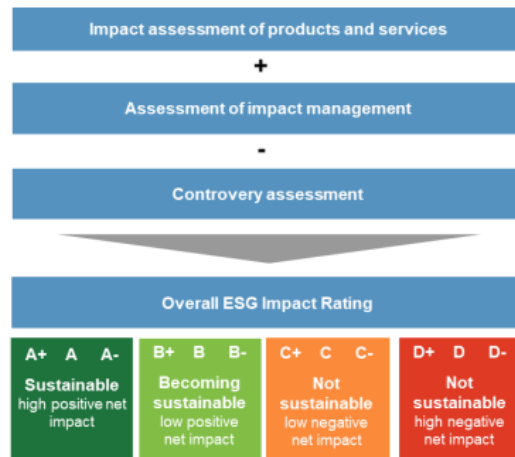 Impact assessment of products and services
+
Assessment of impact management
-
Controvery assessment
Overall ESG Impact Rating
A+ A A-
Sustainable
high positive net
impact
B+ B B-
Becoming
sustainable
low positive
net impact
C+ C C-
Not
sustainable
low negative
net impact
D+ D D-
Not
sustainable
high negative
net impact